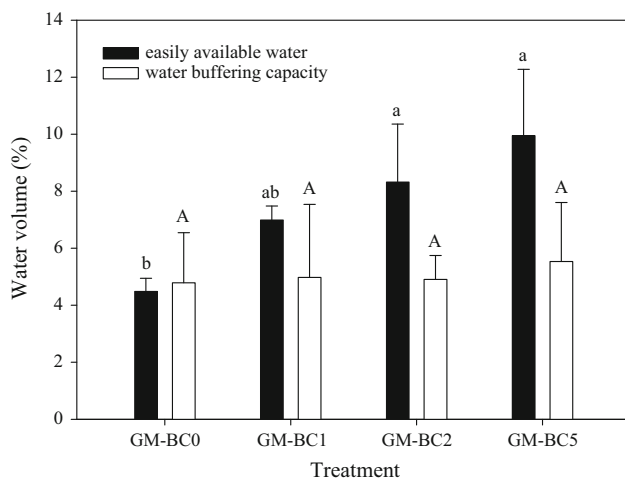 14
12
10
8
6
4
2
0
Water volume (%)
easily available water
water buffering capacity
b
A
ab
A
a
A
a
A
GM-BC0
GM-BC1
GM-BC2
GM-BC5
Treatment